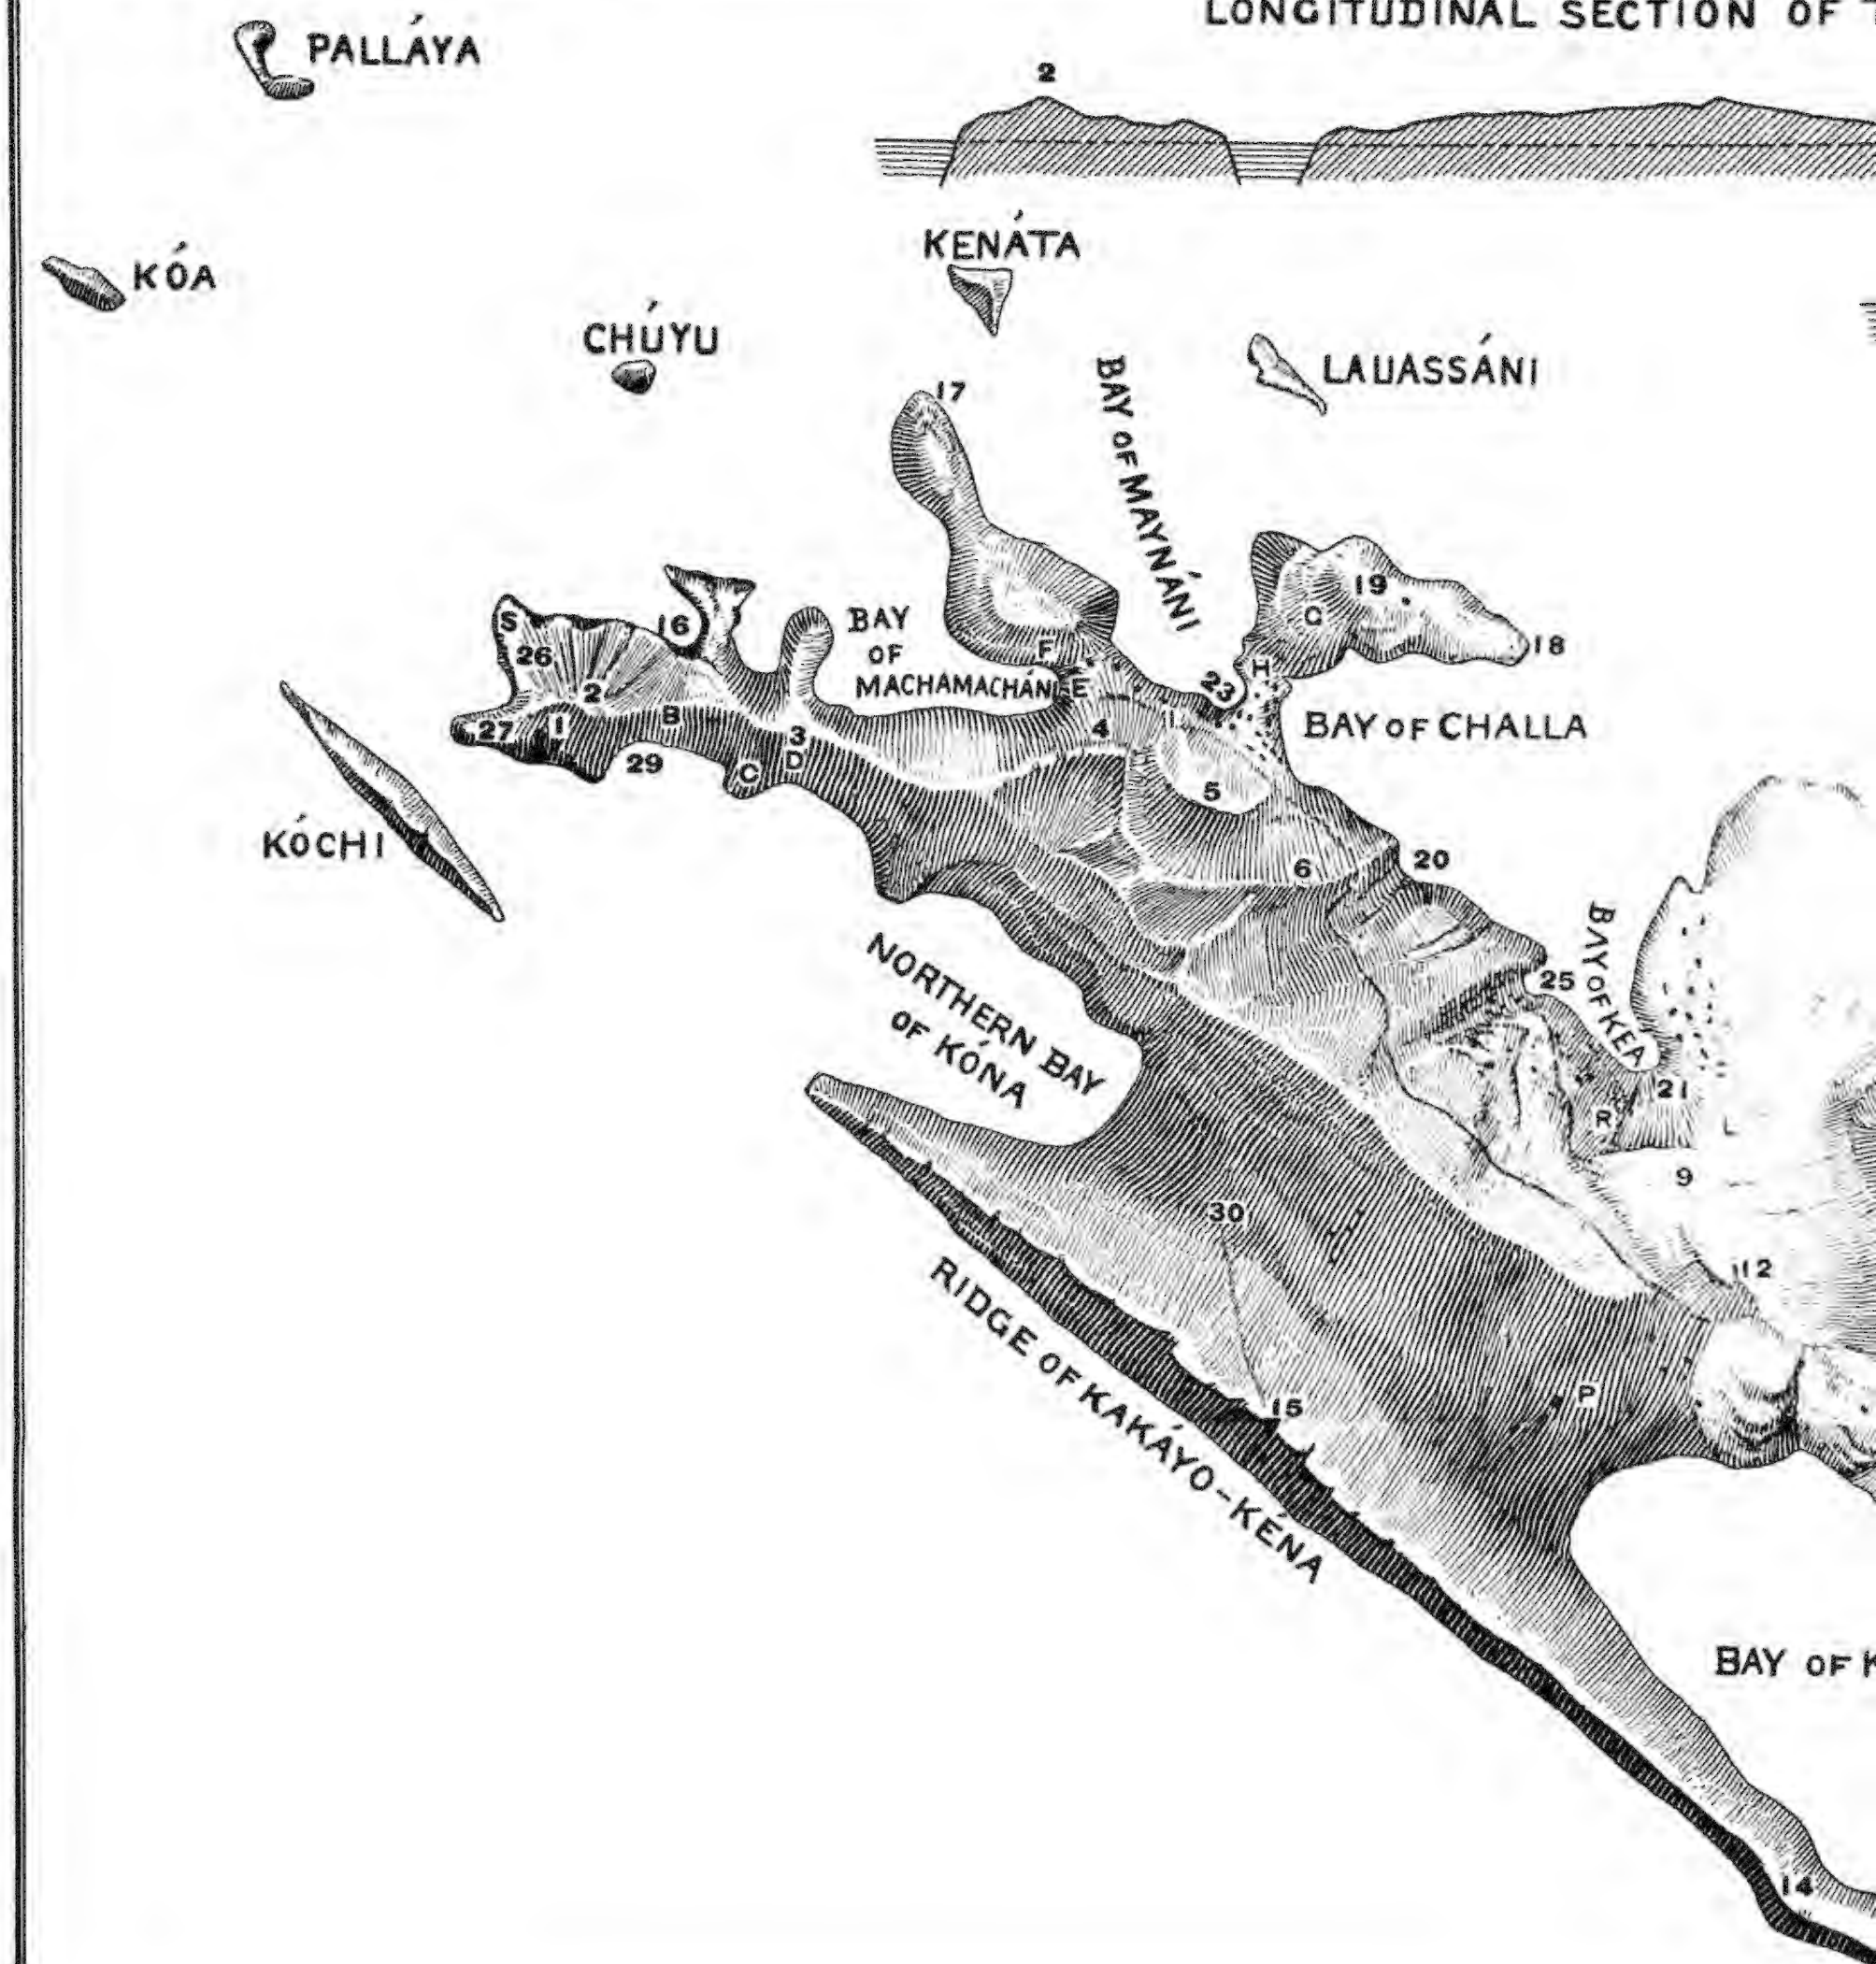 LONGITUDINAL SECTION OF
PALLÁYA
2
KENÁTA
KÓA
CHÚYU
LAUASSÁNI
17
BAY OF MAYNÁNI
19
S
16
BAY
OF
MACHAMACHÁNI
G
18
26
F
H
2
E
23
27
1
B
3
4
I
BAY OF CHALLA
29
C
D
5
KÓCHI
6
20
NORTHERN BAY
OF KÓNA
25
BAY OF KEA
21
R
L
9
30
12
RIDGE OF KAKÁYO-KÉNA
15
P
BAY OF
14